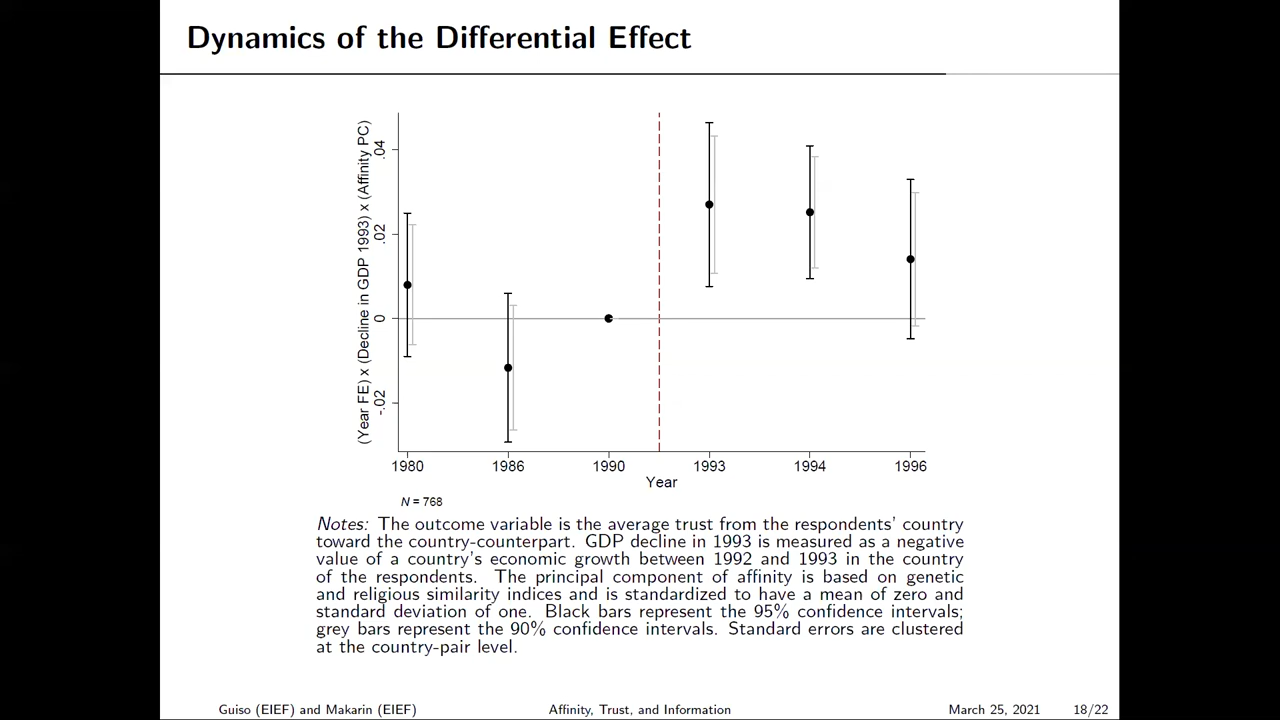 Dynamics of the Differential Effect
(Year FE) x (Decline in GDP 1993) x (Affinity PC)
.04
.02
0
-.02
1980 1986 1990 1993 1994 1996
Year
N = 768
Notes: The outcome variable is the average trust from the respondents' country
toward the country-counterpart. GDP decline in 1993 is measured as a negative
value of a country's economic growth between 1992 and 1993 in the country
of the respondents. The principal component of affinity is based on genetic
and religious similarity indices and is standardized to have a mean of zero and
standard deviation of one. Black bars represent the 95% confidence intervals;
grey bars represent the 90% confidence intervals. Standard errors are clustered
at the country-pair level.
Guiso (EIEF) and Makarin (EIEF) Affinity, Trust, and Information March 25, 2021 18/22